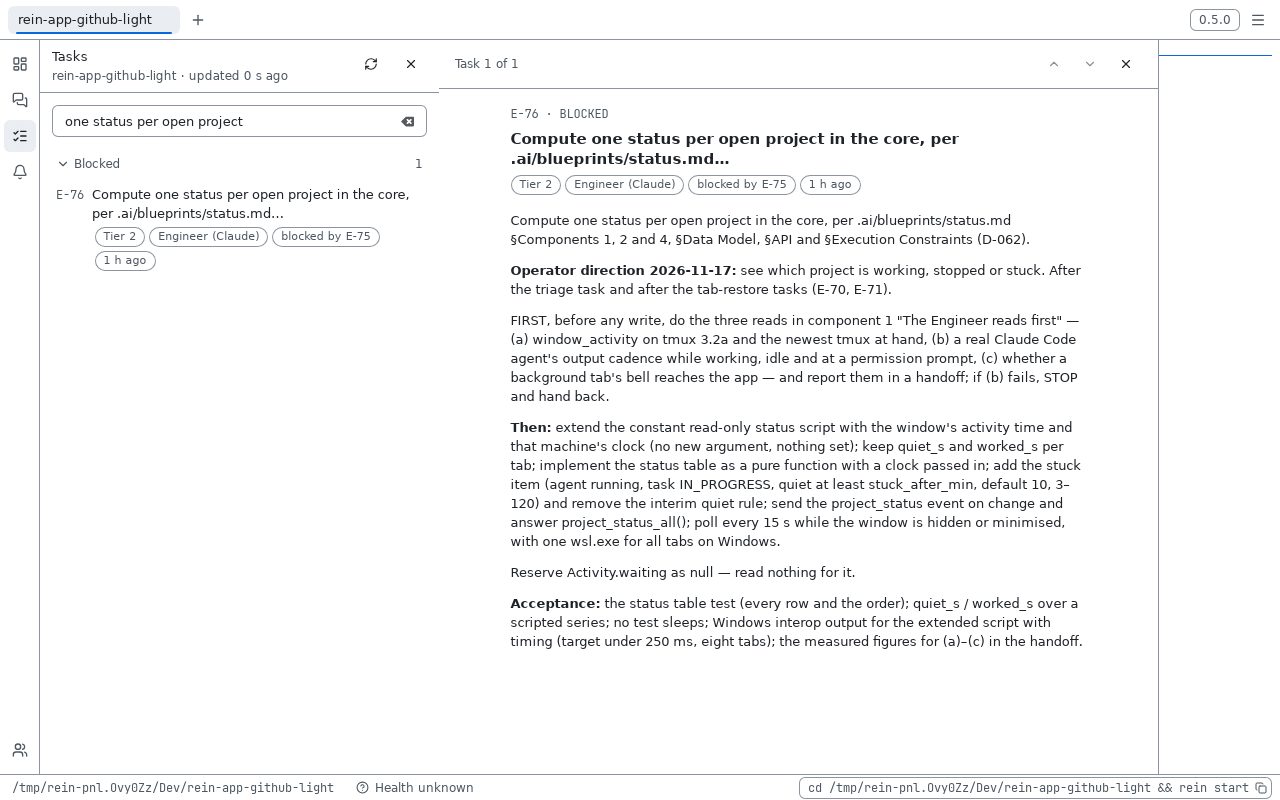 rein-app-github-light
0.5.0
Tasks
rein-app-github-light · updated 0 s ago
one status per open project
Blocked 1
E-76 Compute one status per open project in the core,
per .ai/blueprints/status.md…
Tier 2 Engineer (Claude) blocked by E-75
1 h ago
Task 1 of 1
E-76 · BLOCKED
Compute one status per open project in the core, per
.ai/blueprints/status.md…
Tier 2 Engineer (Claude) blocked by E-75 1 h ago
Compute one status per open project in the core, per .ai/blueprints/status.md
§Components 1, 2 and 4, §Data Model, §API and §Execution Constraints (D-062).
Operator direction 2026-11-17: see which project is working, stopped or stuck. After
the triage task and after the tab-restore tasks (E-70, E-71).
FIRST, before any write, do the three reads in component 1 "The Engineer reads first" —
(a) window_activity on tmux 3.2a and the newest tmux at hand, (b) a real Claude Code
agent's output cadence while working, idle and at a permission prompt, (c) whether a
background tab's bell reaches the app — and report them in a handoff; if (b) fails, STOP
and hand back.
Then: extend the constant read-only status script with the window's activity time and
that machine's clock (no new argument, nothing set); keep quiet_s and worked_s per
tab; implement the status table as a pure function with a clock passed in; add the stuck
item (agent running, task IN_PROGRESS, quiet at least stuck_after_min, default 10, 3–
120) and remove the interim quiet rule; send the project_status event on change and
answer project_status_all(); poll every 15 s while the window is hidden or minimised,
with one wsl.exe for all tabs on Windows.
Reserve Activity.waiting as null — read nothing for it.
Acceptance: the status table test (every row and the order); quiet_s / worked_s over a
scripted series; no test sleeps; Windows interop output for the extended script with
timing (target under 250 ms, eight tabs); the measured figures for (a)–(c) in the handoff.
/tmp/rein-pnl.Ovy0Zz/Dev/rein-app-github-light
Health unknown
cd /tmp/rein-pnl.Ovy0Zz/Dev/rein-app-github-light && rein start